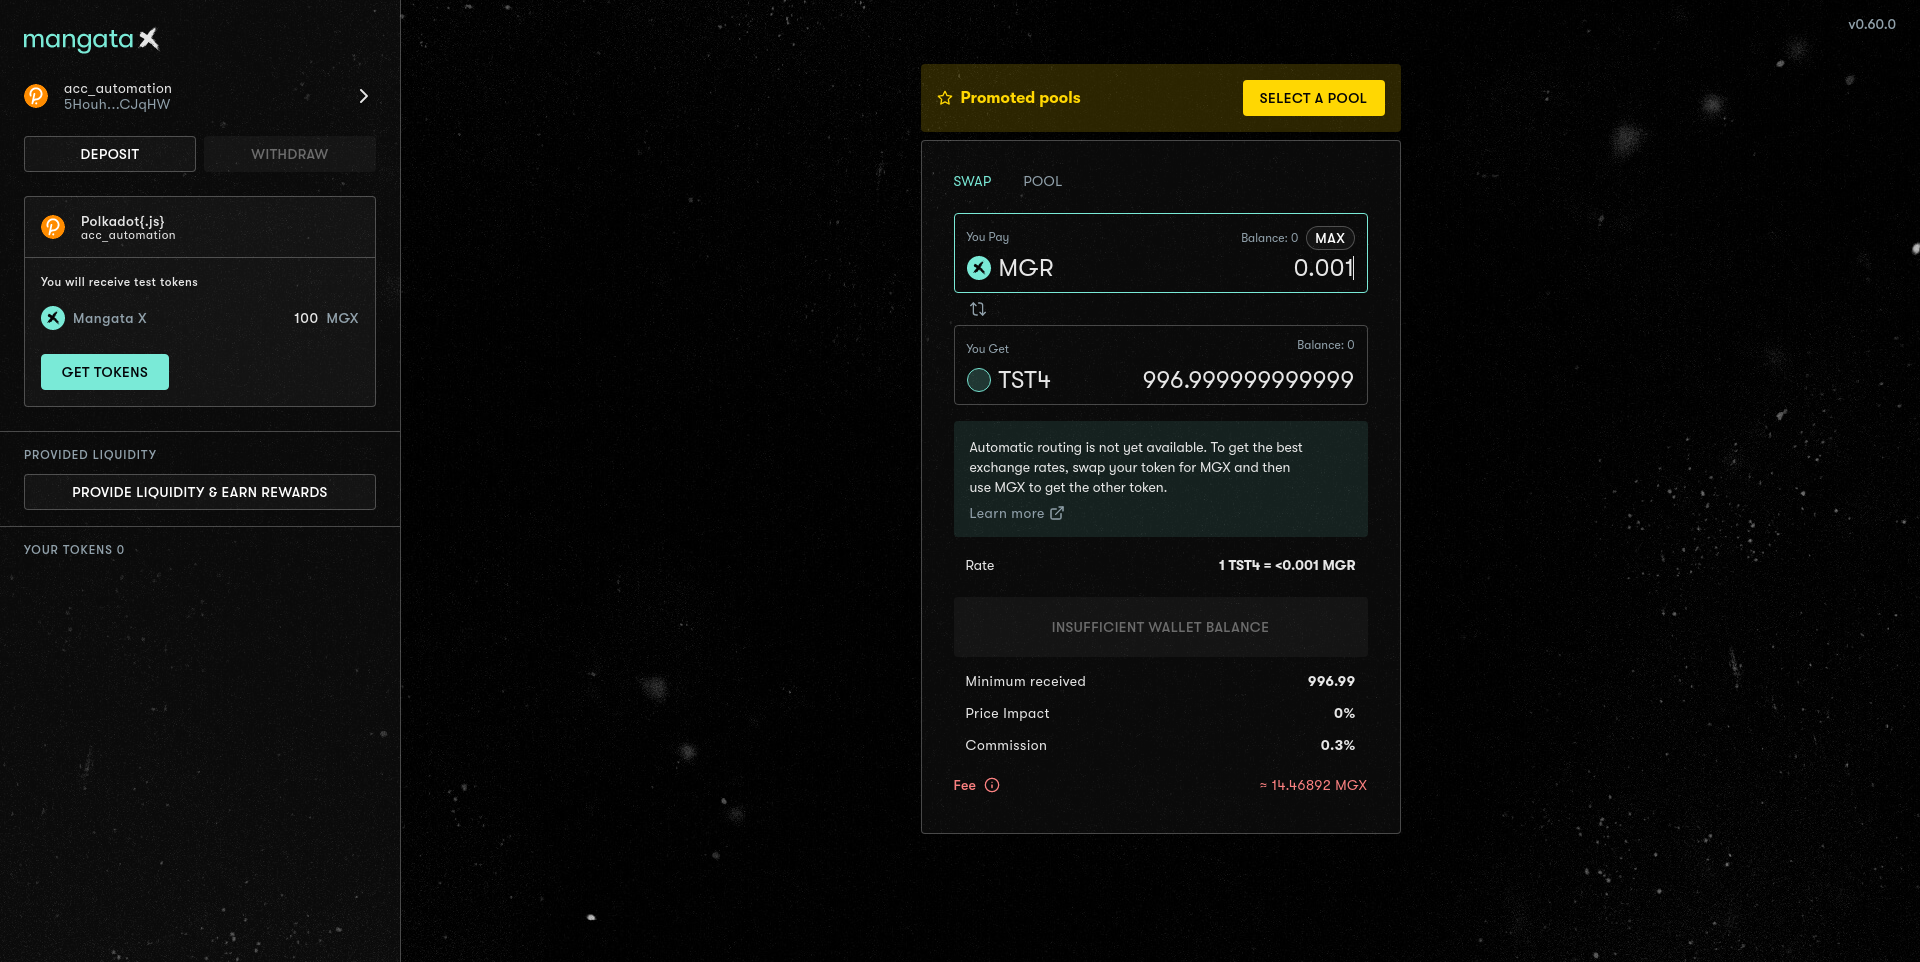 mangata X
acc_automation
5Houh...CJqHW
DEPOSIT
WITHDRAW
Polkadot{.js}
acc_automation
You will receive test tokens
Mangata X 100 MGX
GET TOKENS
PROVIDED LIQUIDITY
PROVIDE LIQUIDITY & EARN REWARDS
YOUR TOKENS 0
v0.60.0
Promoted pools
SELECT A POOL
SWAP POOL
You Pay Balance: 0 MAX
MGR 0.001
You Get Balance: 0
TST4 996.999999999999
Automatic routing is not yet available. To get the best
exchange rates, swap your token for MGX and then
use MGX to get the other token.
Learn more
Rate 1 TST4 = <0.001 MGR
INSUFFICIENT WALLET BALANCE
Minimum received 996.99
Price Impact 0%
Commission 0.3%
Fee ≈ 14.46892 MGX